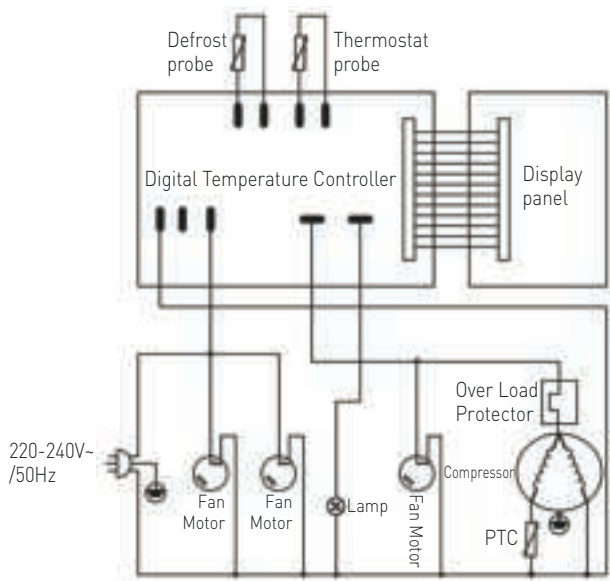 Defrost
probe
Thermostat
probe
Digital Temperature Controller
Display
panel
Over Load
Protector
220-240V~
/50Hz
Fan
Motor
Fan
Motor
Lamp
Fan Motor
Compressor
PTC